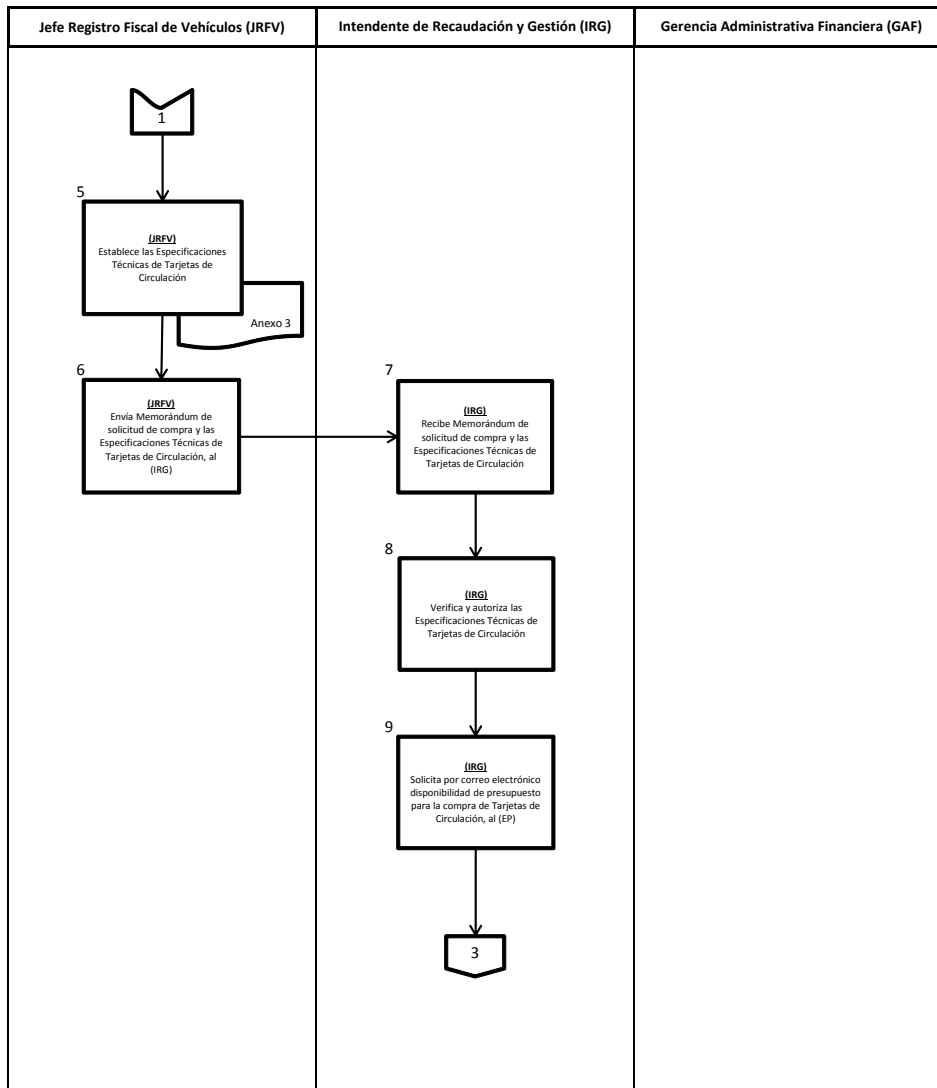 Jefe Registro Fiscal de Vehículos (JRFV)
Intendente de Recaudación y Gestión (IRG)
Gerencia Administrativa Financiera (GAF)
1
5
(JRFV)
Establece las Especificaciones
Técnicas de Tarjetas de
Circulación
Anexo 3
6
(JRFV)
Envía Memorándum de
solicitud de compra y las
Especificaciones Técnicas de
Tarjetas de Circulación, al
(IRG)
7
(IRG)
Recibe Memorándum de
solicitud de compra y las
Especificaciones Técnicas de
Tarjetas de Circulación
8
(IRG)
Verifica y autoriza las
Especificaciones Técnicas de
Tarjetas de Circulación
9
(IRG)
Solicita por correo electrónico
disponibilidad de presupuesto
para la compra de Tarjetas de
Circulación, al (EP)
3